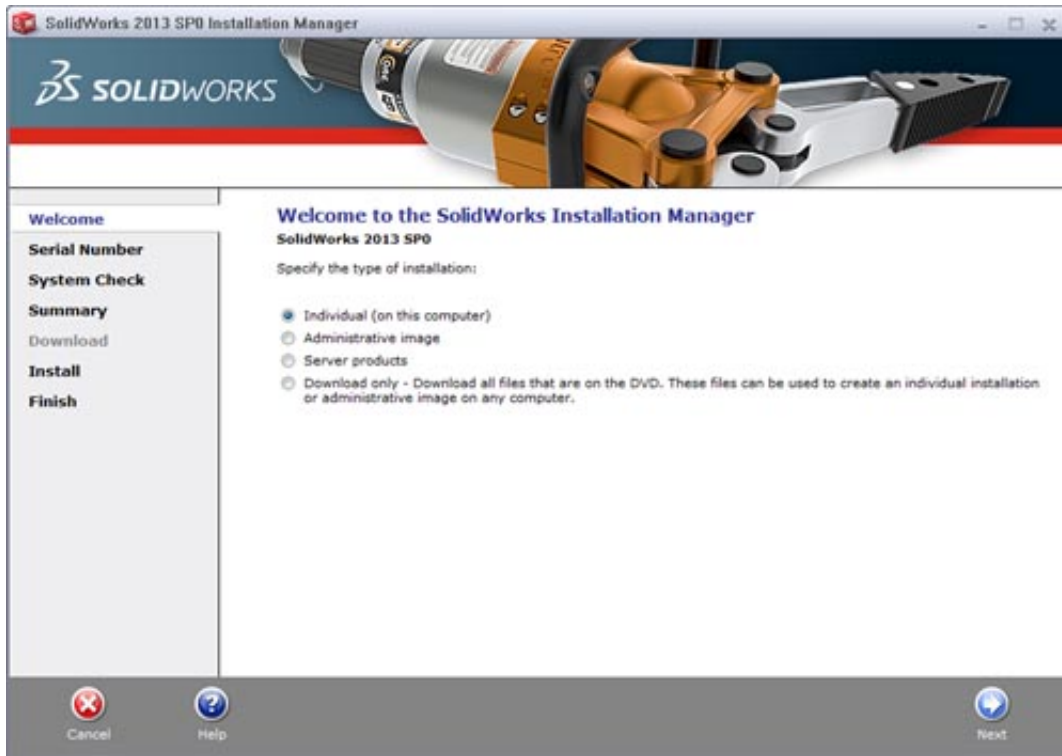 SolidWorks 2013 SP0 Installation Manager
SOLIDWORKS
Welcome
Serial Number
System Check
Summary
Download
Install
Finish
Welcome to the SolidWorks Installation Manager
SolidWorks 2013 SP0
Specify the type of installation:
Individual (on this computer)
Administrative image
Server products
Download only - Download all files that are on the DVD. These files can be used to create an individual installation
or administrative image on any computer.
Cancel
Help
Next